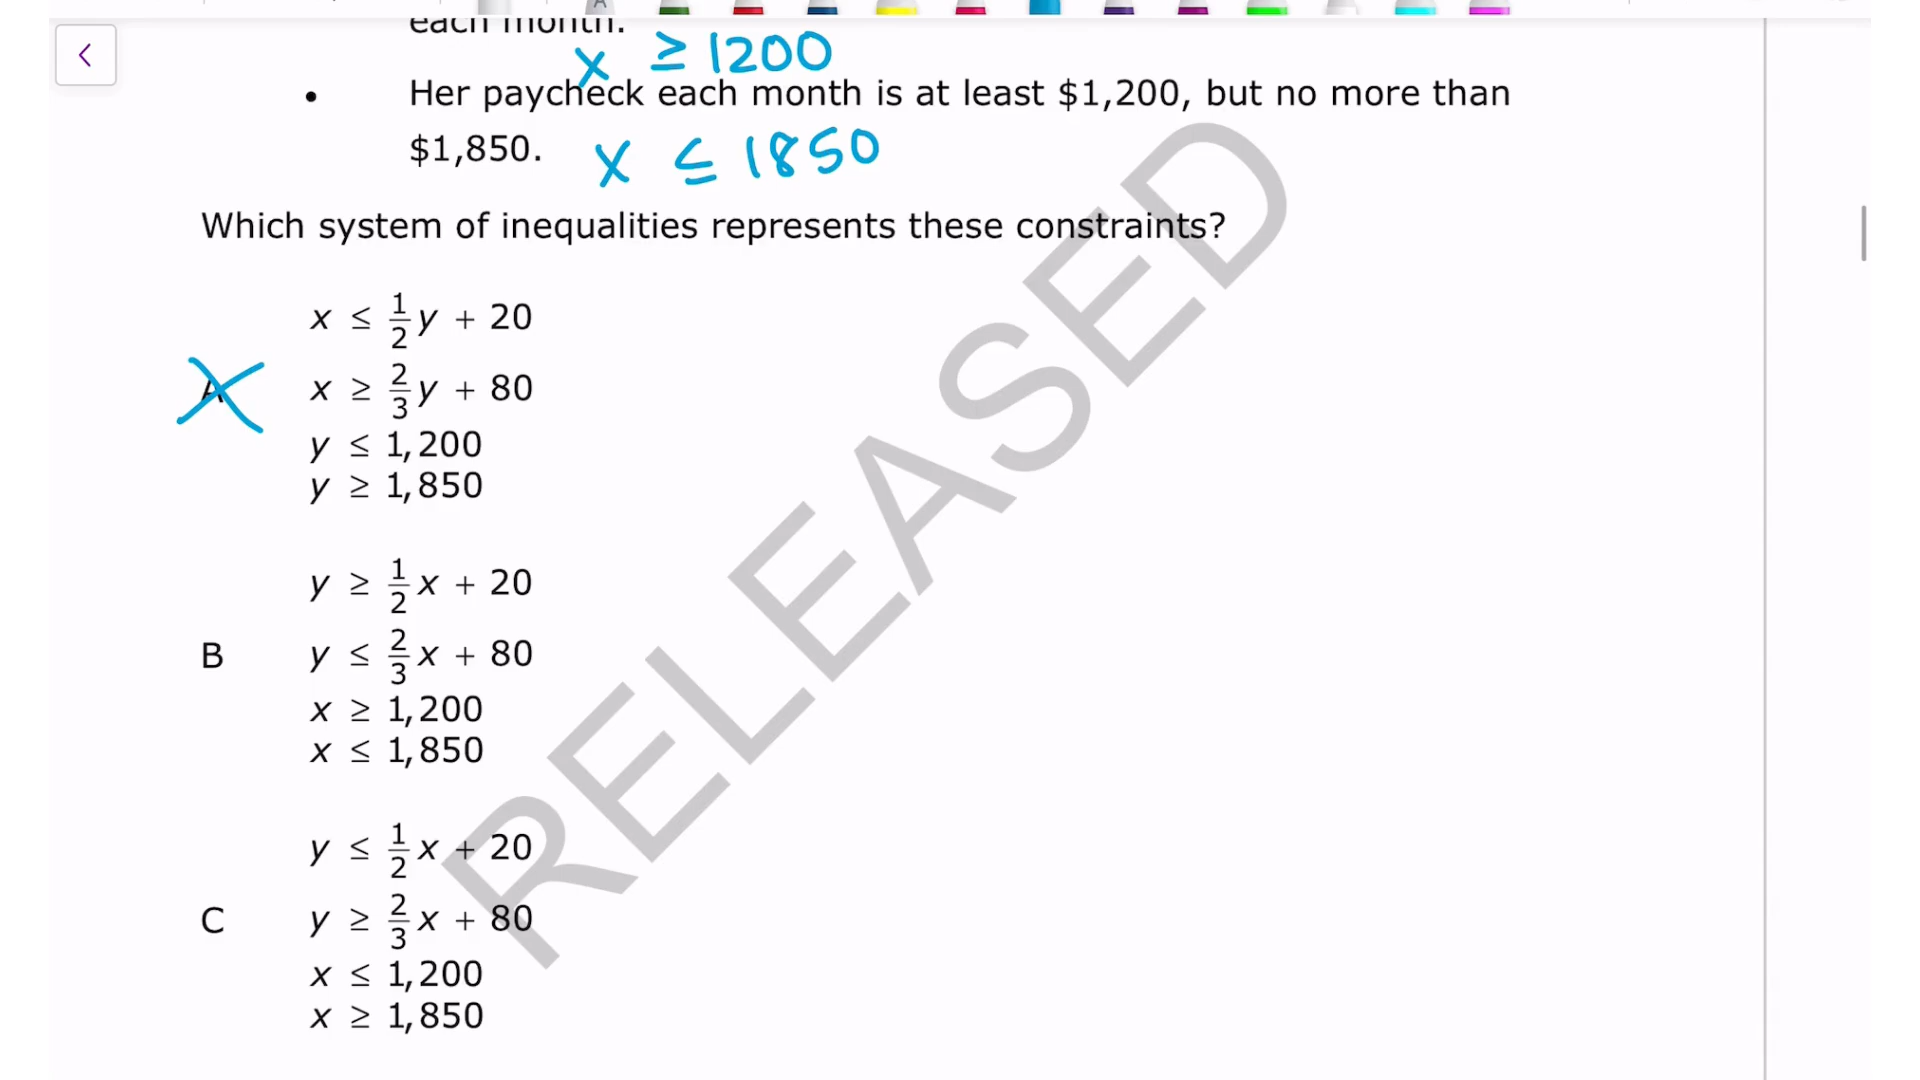 each month.
x ≥ 1200
• Her paycheck each month is at least $1,200, but no more than
$1,850. x ≤ 1850
Which system of inequalities represents these constraints?
x ≤ 1/2 y + 20
A x ≥ 2/3 y + 80
y ≤ 1,200
y ≥ 1,850
y ≥ 1/2 x + 20
B y ≤ 2/3 x + 80
x ≥ 1,200
x ≤ 1,850
y ≤ 1/2 x + 20
C y ≥ 2/3 x + 80
x ≤ 1,200
x ≥ 1,850
RELEASED